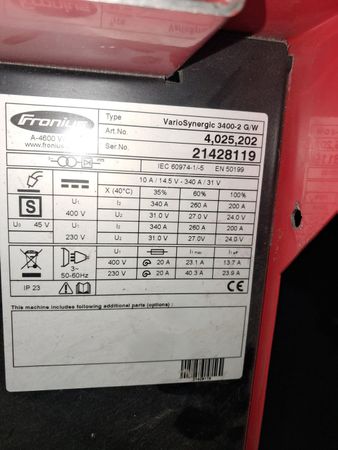 Fronius
A-4600
www.fronius
Type VarioSynergic 3400-2 G/W
Art.No. 4,025,202
Ser.No. 21428119
IEC 60974-1/-5 EN 50199
10 A / 14.5 V - 340 A / 31 V
X (40°C) 35% 60% 100%
S U₁ 400 V I₂ 340 A 260 A 200 A
U₂ 31.0 V 27.0V 24.0 V
U₀ 45 V U₁ 230 V I₂ 340 A 260 A 200 A
U₂ 31.0 V 27.0V 24.0 V
3~ 50-60Hz U₁ I₁ max I₁eff
400 V 20 A 23.1 A 13.7 A
230 V 20 A 40.3 A 23.9 A
IP 23 CE
This machine includes following additional parts (options) :